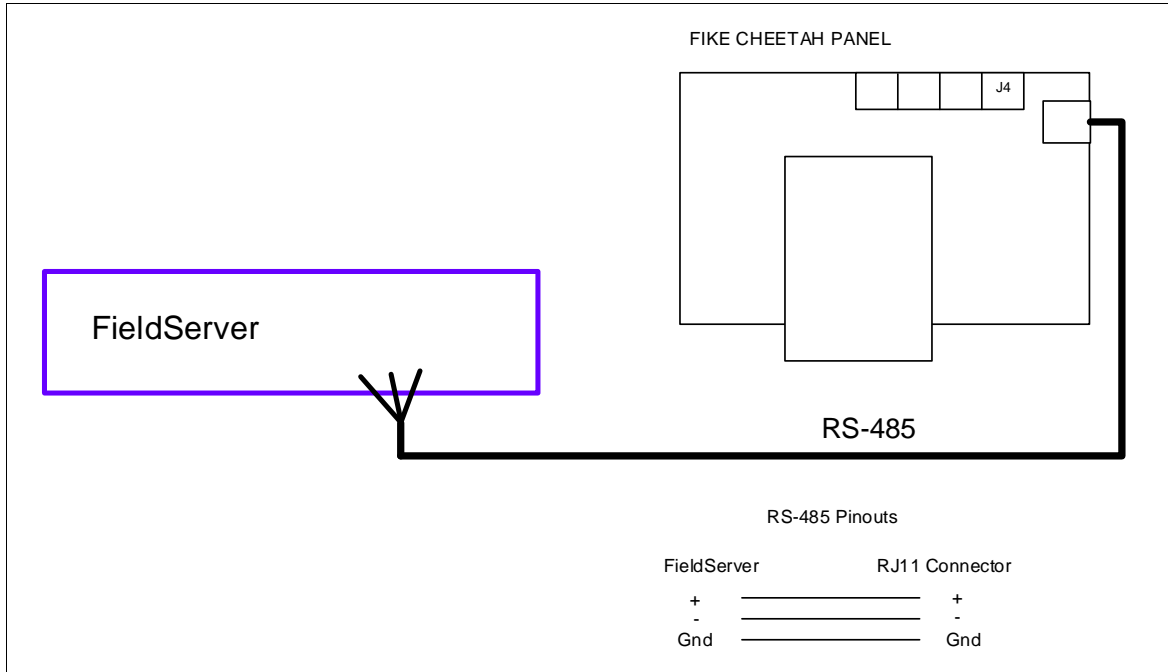 FIKE CHEETAH PANEL
J4
FieldServer
RS-485
RS-485 Pinouts
FieldServer RJ11 Connector
+ +
- -
Gnd Gnd